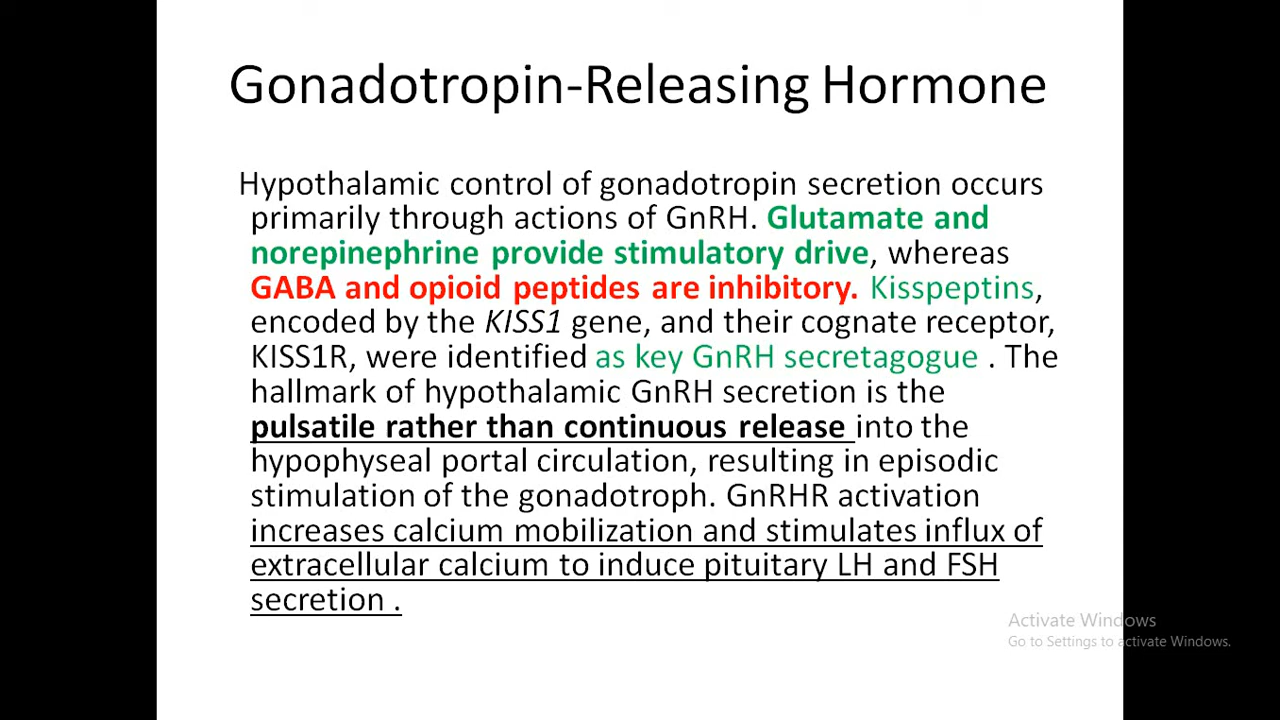 Gonadotropin-Releasing Hormone
Hypothalamic control of gonadotropin secretion occurs
primarily through actions of GnRH. Glutamate and
norepinephrine provide stimulatory drive, whereas
GABA and opioid peptides are inhibitory. Kisspeptins,
encoded by the KISS1 gene, and their cognate receptor,
KISS1R, were identified as key GnRH secretagogue . The
hallmark of hypothalamic GnRH secretion is the
pulsatile rather than continuous release into the
hypophyseal portal circulation, resulting in episodic
stimulation of the gonadotroph. GnRHR activation
increases calcium mobilization and stimulates influx of
extracellular calcium to induce pituitary LH and FSH
secretion .
Activate Windows
Go to Settings to activate Windows.